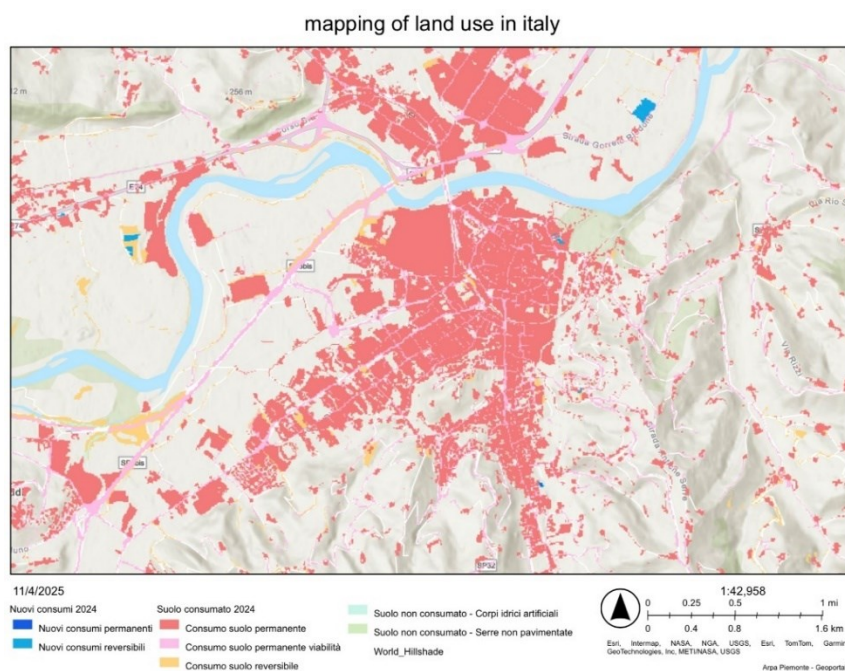 mapping of land use in italy
256 m
Strada Gorreti B
E74
SP32
11/4/2025
Nuovi consumi 2024
Nuovi consumi permanenti
Nuovi consumi reversibili
Suolo consumato 2024
Consumo suolo permanente
Consumo suolo permanente viabilità
Consumo suolo reversibile
Suolo non consumato - Corpi idrici artificiali
Suolo non consumato - Serre non pavimentate
World_Hillshade
1:42,958
0 0.25 0.5 1 mi
0 0.4 0.8 1.6 km
Esri, Intermap, NASA, NGA, USGS, Esri, TomTom, Garmin,
GeoTechnologies, Inc, METI/NASA, USGS
Arpa Piemonte - Geoportale